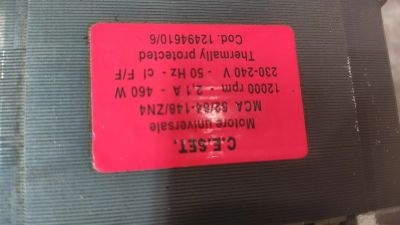 C.E.SET.
Motore universale
MCA 52/64-148/ZN4
12000 rpm - 2,1 A - 460 W
230-240 V - 50 Hz - cl F/F
Thermally protected
Cod. 12494610/6